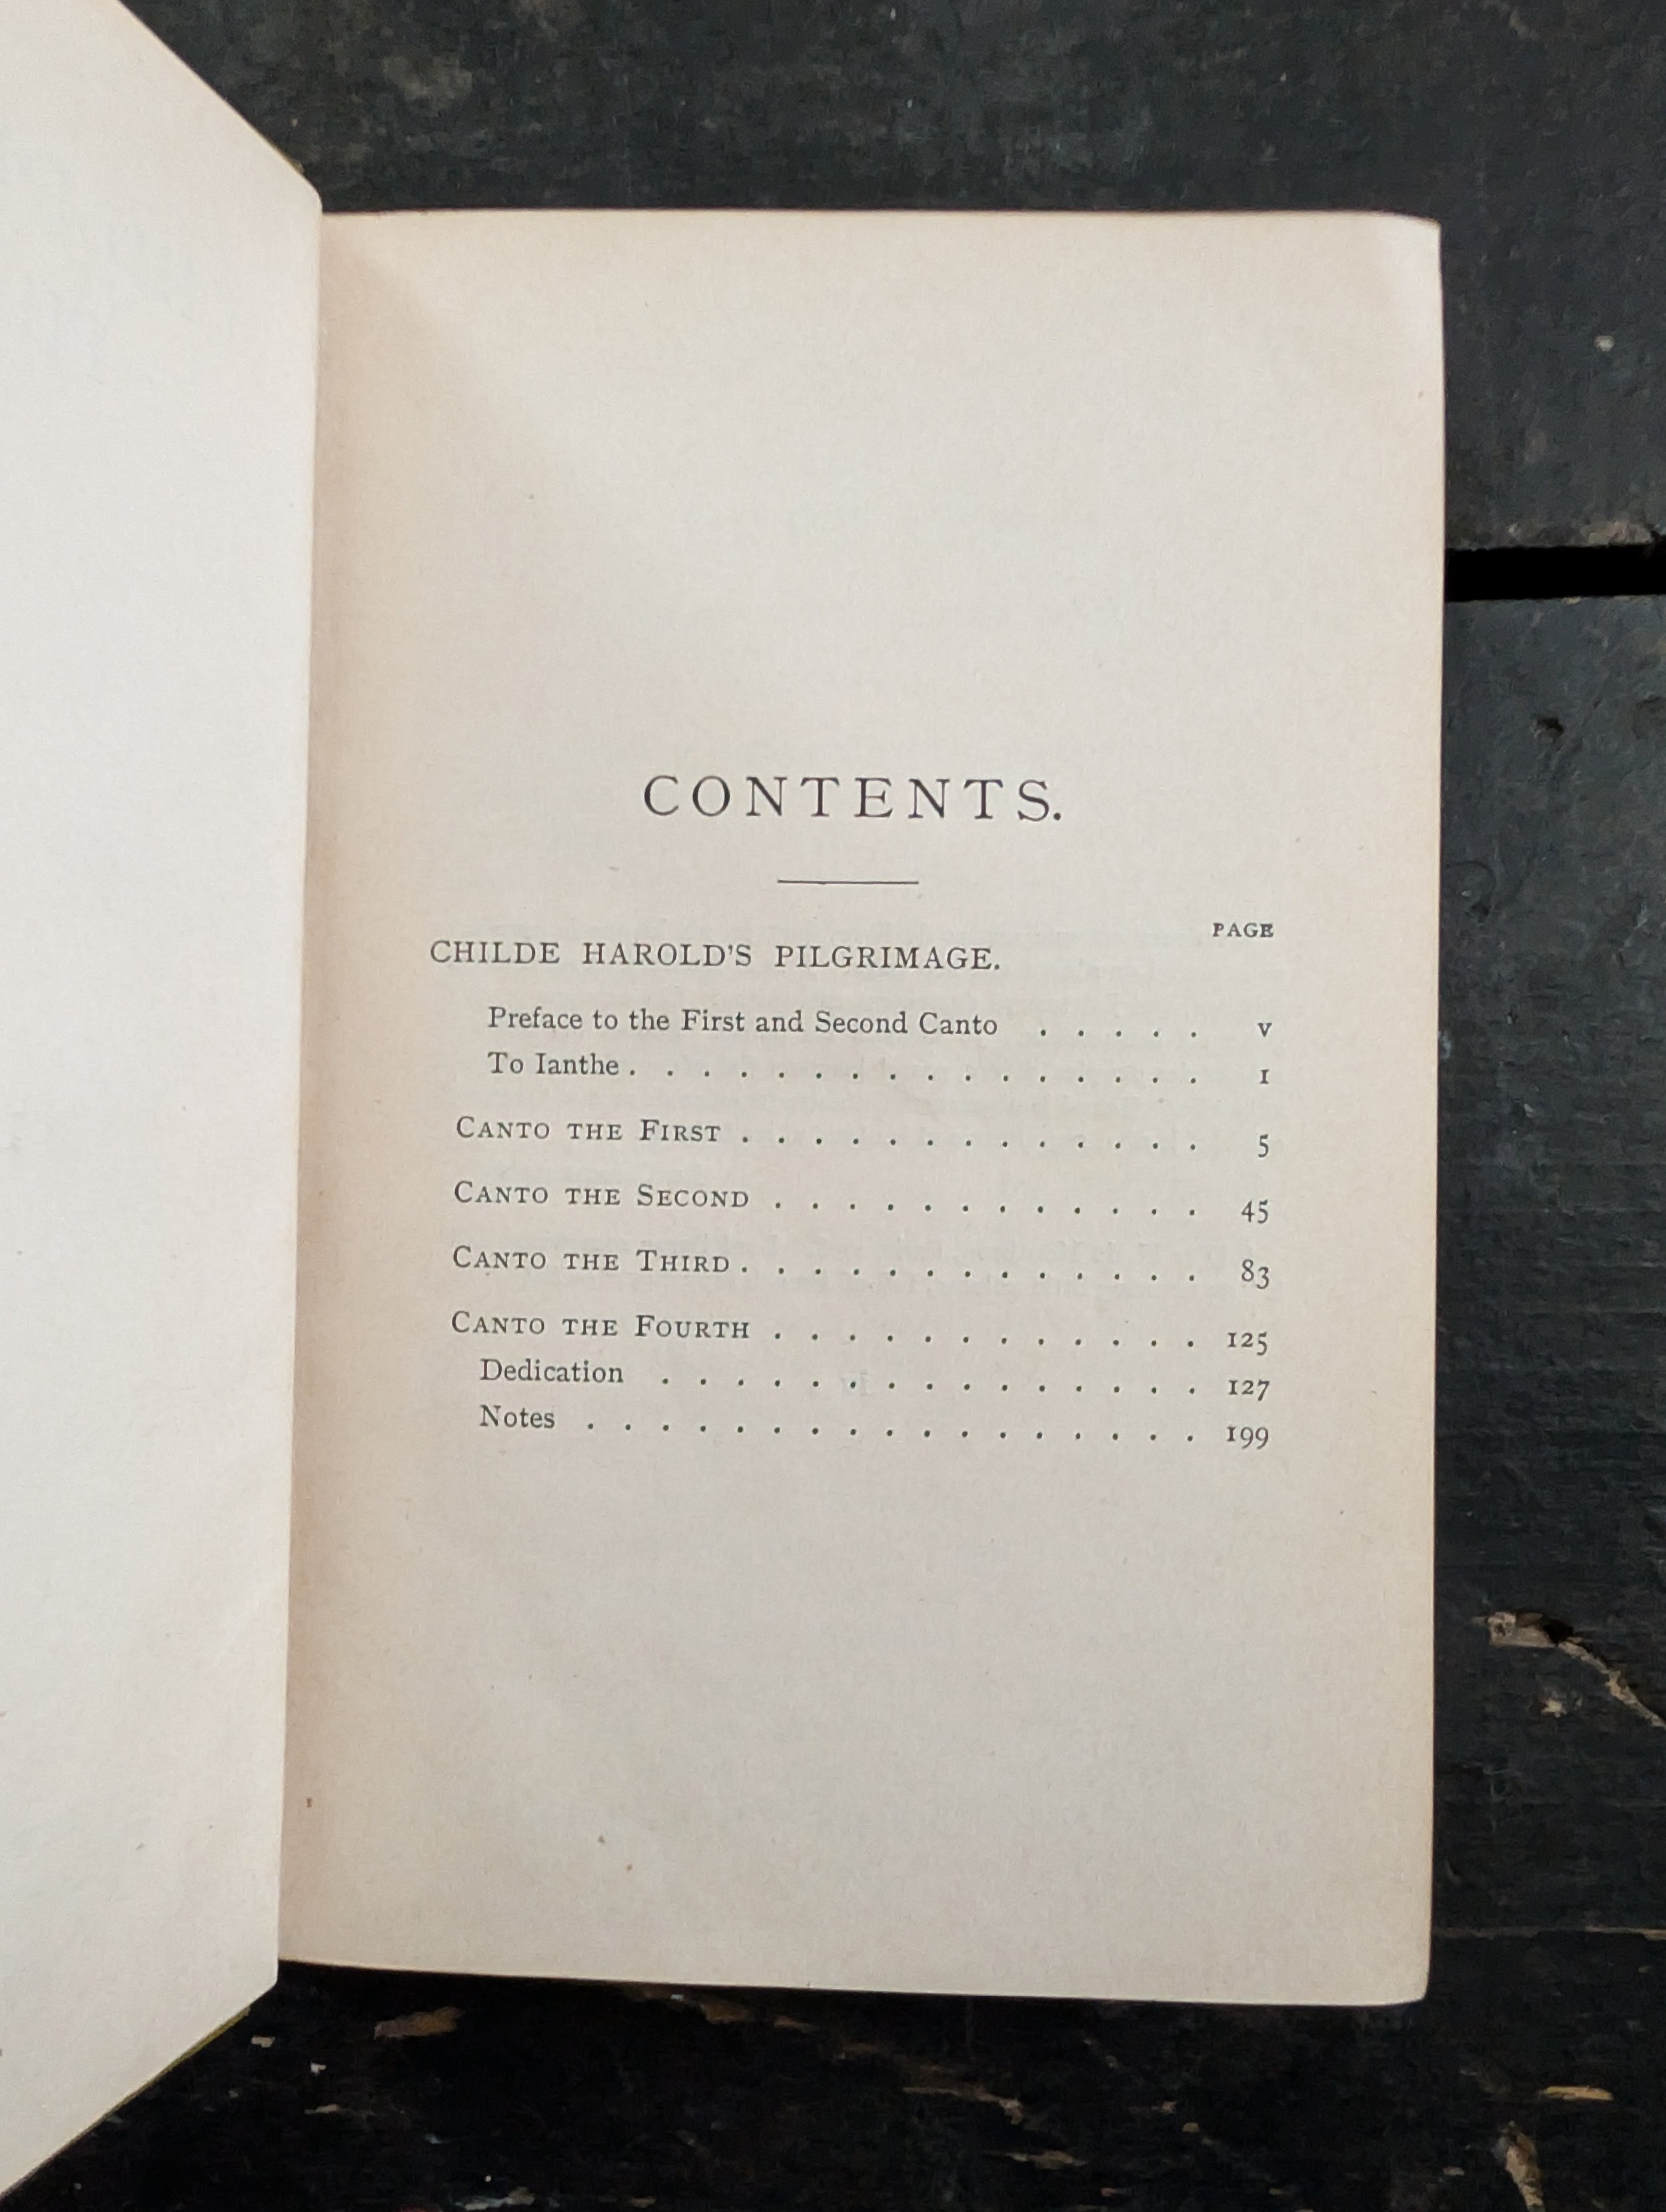 CONTENTS.
PAGE
CHILDE HAROLD'S PILGRIMAGE.
Preface to the First and Second Canto . . . . . v
To Ianthe . . . . . . . . . . . . . . . . 1
CANTO THE FIRST . . . . . . . . . . . . . 5
CANTO THE SECOND . . . . . . . . . . . . 45
CANTO THE THIRD . . . . . . . . . . . . . 83
CANTO THE FOURTH . . . . . . . . . . . . 125
Dedication . . . . . . . . . . . . . . . 127
Notes . . . . . . . . . . . . . . . . . 199